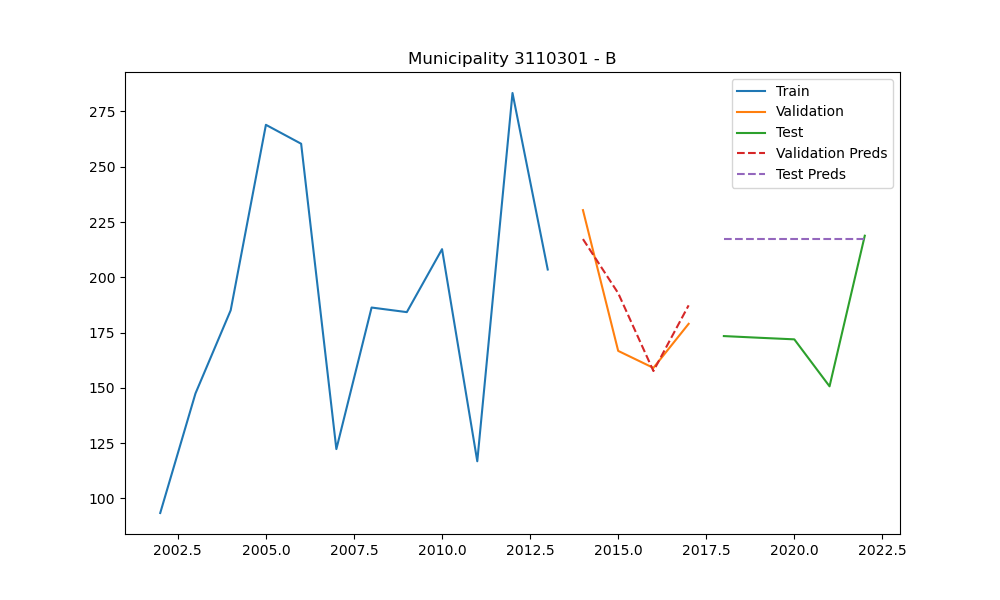 Municipality 3110301 - B
275
250
225
200
175
150
125
100
2002.5 2005.0 2007.5 2010.0 2012.5 2015.0 2017.5 2020.0 2022.5
Train
Validation
Test
Validation Preds
Test Preds